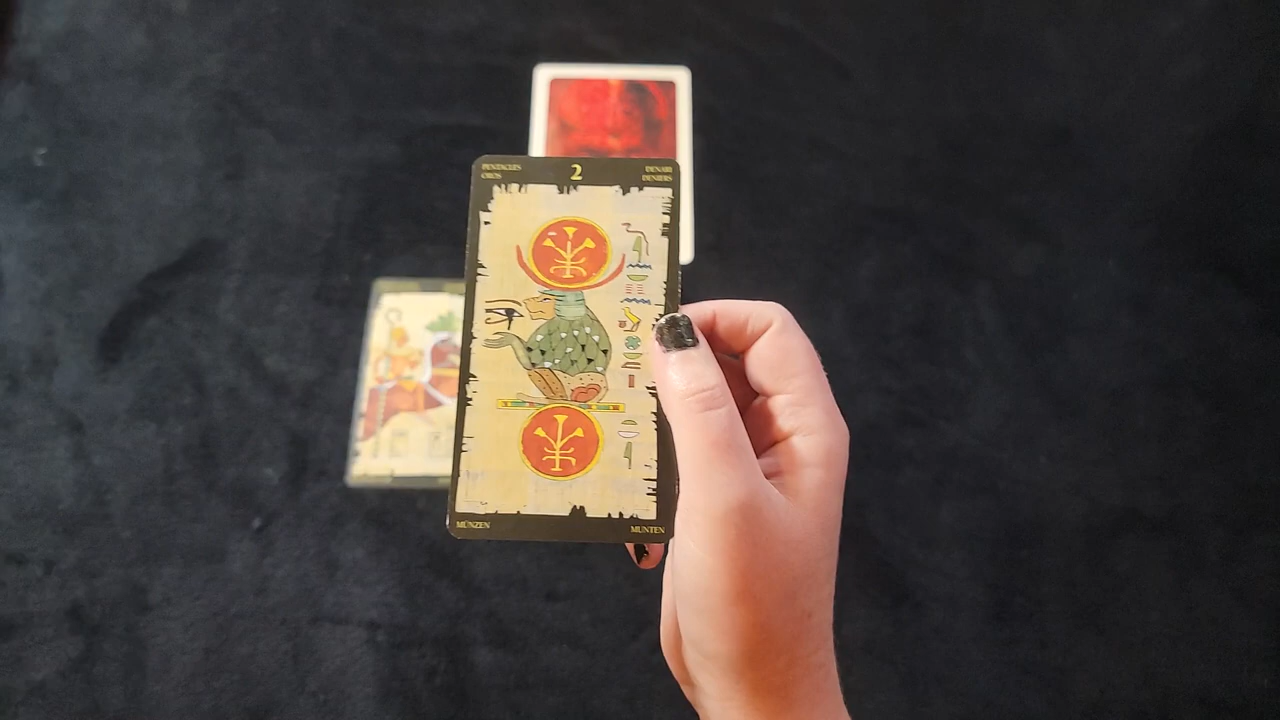 PENTACLES
OROS
2
DENARI
DENIERS
MÜNZEN
MUNTEN